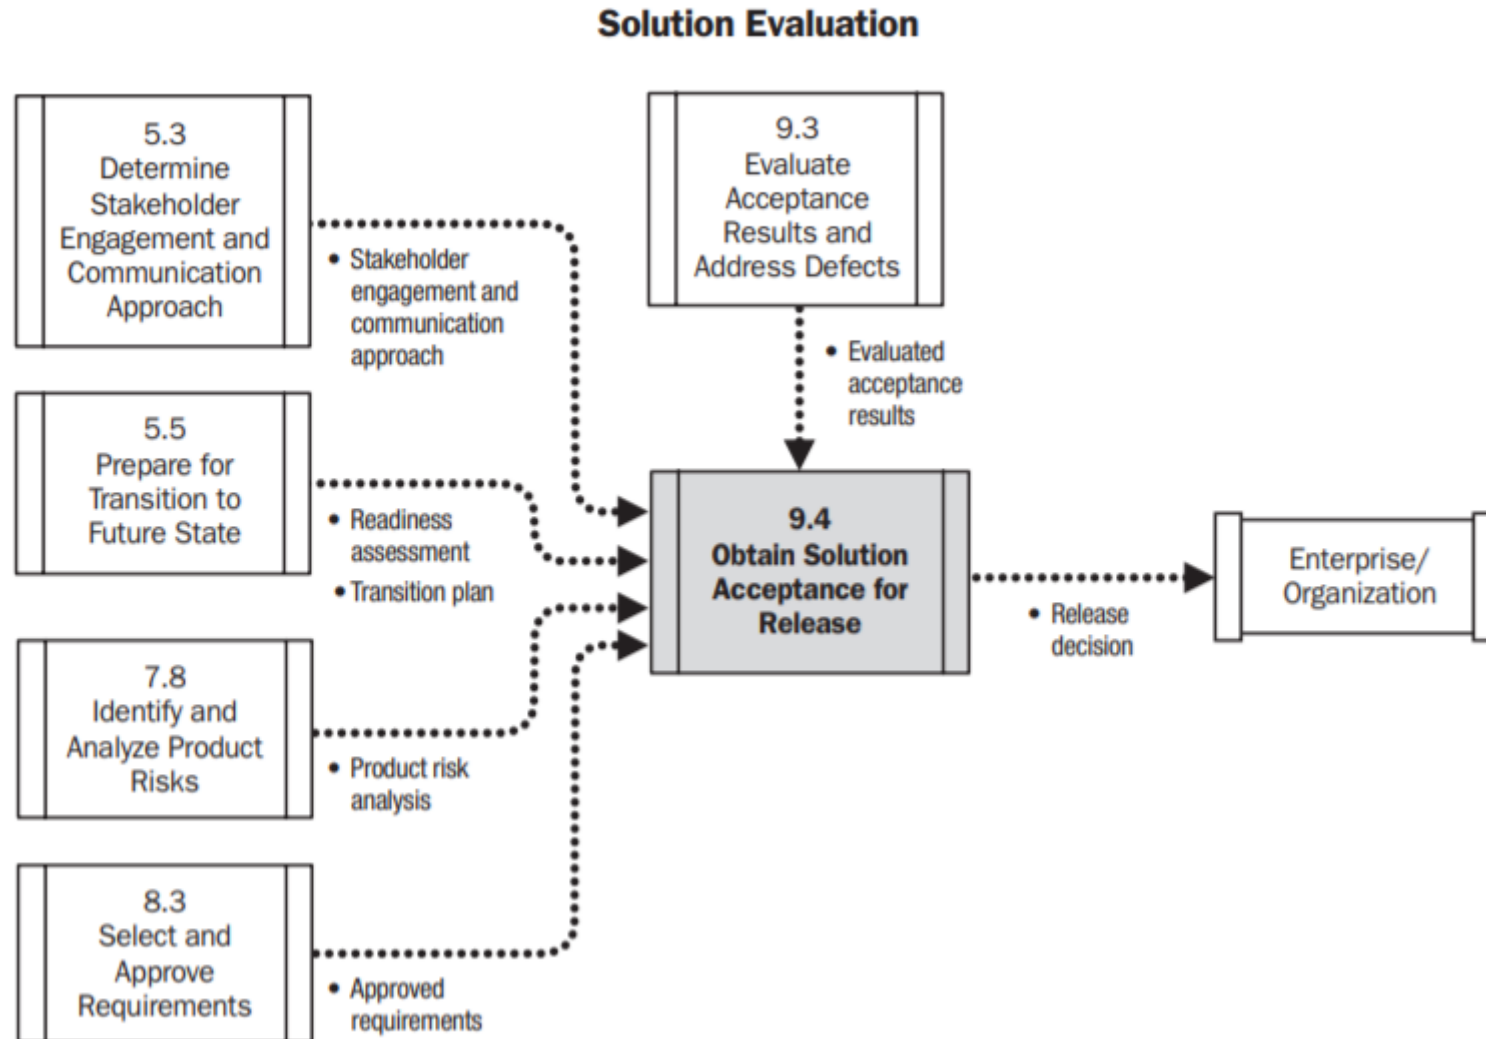 Solution Evaluation
5.3
Determine
Stakeholder
Engagement and
Communication
Approach
• Stakeholder
engagement and
communication
approach
9.3
Evaluate
Acceptance
Results and
Address Defects
• Evaluated
acceptance
results
5.5
Prepare for
Transition to
Future State
• Readiness
assessment
• Transition plan
9.4
Obtain Solution
Acceptance for
Release
• Release
decision
Enterprise/
Organization
7.8
Identify and
Analyze Product
Risks
• Product risk
analysis
8.3
Select and
Approve
Requirements
• Approved
requirements